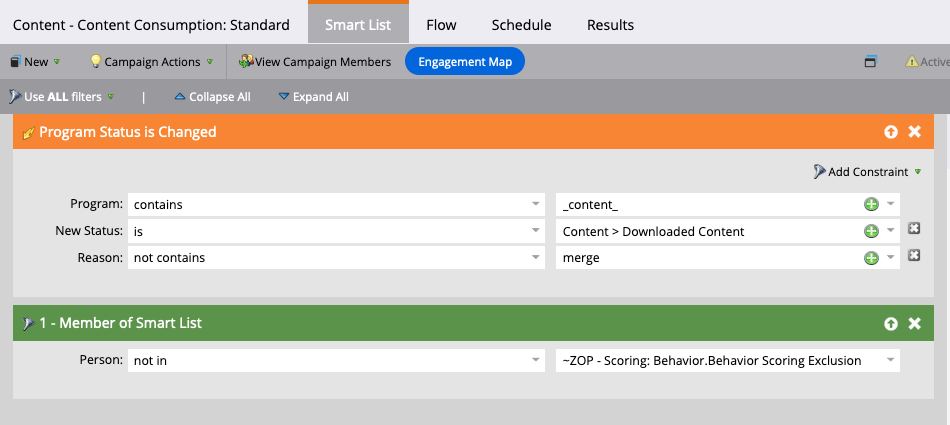 Content - Content Consumption: Standard Smart List Flow Schedule Results
New Campaign Actions View Campaign Members Engagement Map Active
Use ALL filters | Collapse All Expand All
Program Status is Changed
Add Constraint
Program: contains _content_
New Status: is Content > Downloaded Content
Reason: not contains merge
1 - Member of Smart List
Person: not in ~ZOP - Scoring: Behavior.Behavior Scoring Exclusion